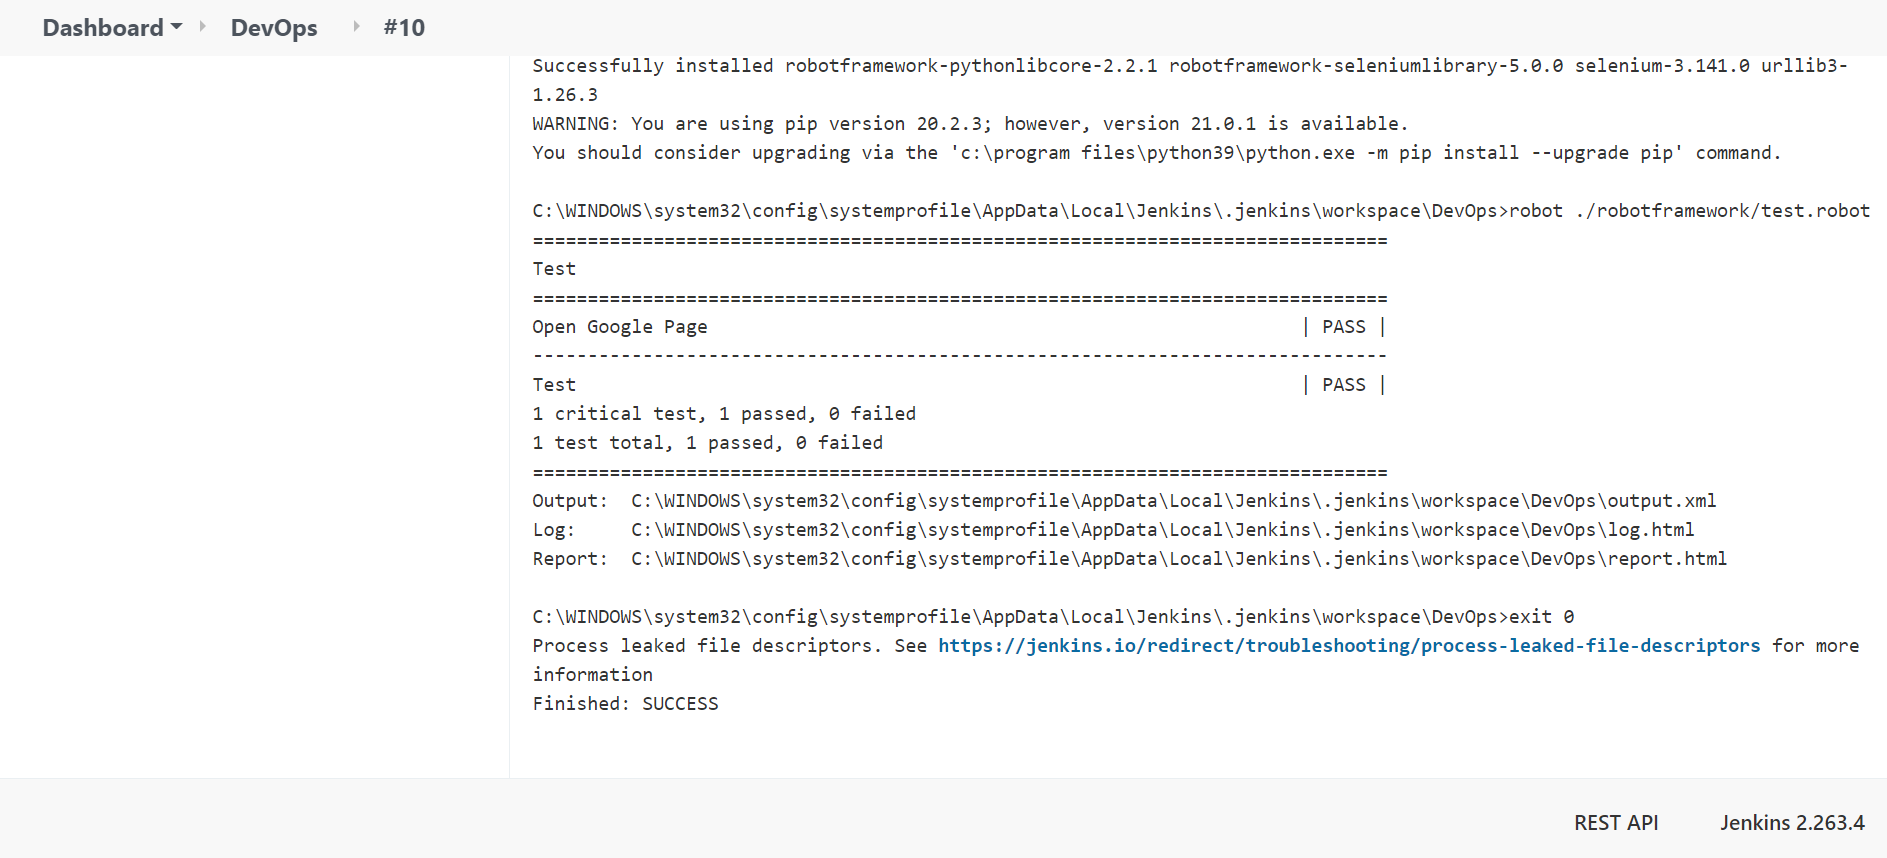 Dashboard DevOps #10
Successfully installed robotframework-pythonlibcore-2.2.1 robotframework-seleniumlibrary-5.0.0 selenium-3.141.0 urllib3-
1.26.3
WARNING: You are using pip version 20.2.3; however, version 21.0.1 is available.
You should consider upgrading via the 'c:\program files\python39\python.exe -m pip install --upgrade pip' command.
C:\WINDOWS\system32\config\systemprofile\AppData\Local\Jenkins\.jenkins\workspace\DevOps>robot ./robotframework/test.robot
==============================================================================
Test
==============================================================================
Open Google Page | PASS |
------------------------------------------------------------------------------
Test | PASS |
1 critical test, 1 passed, 0 failed
1 test total, 1 passed, 0 failed
==============================================================================
Output: C:\WINDOWS\system32\config\systemprofile\AppData\Local\Jenkins\.jenkins\workspace\DevOps\output.xml
Log: C:\WINDOWS\system32\config\systemprofile\AppData\Local\Jenkins\.jenkins\workspace\DevOps\log.html
Report: C:\WINDOWS\system32\config\systemprofile\AppData\Local\Jenkins\.jenkins\workspace\DevOps\report.html
C:\WINDOWS\system32\config\systemprofile\AppData\Local\Jenkins\.jenkins\workspace\DevOps>exit 0
Process leaked file descriptors. See https://jenkins.io/redirect/troubleshooting/process-leaked-file-descriptors for more
information
Finished: SUCCESS
REST API Jenkins 2.263.4